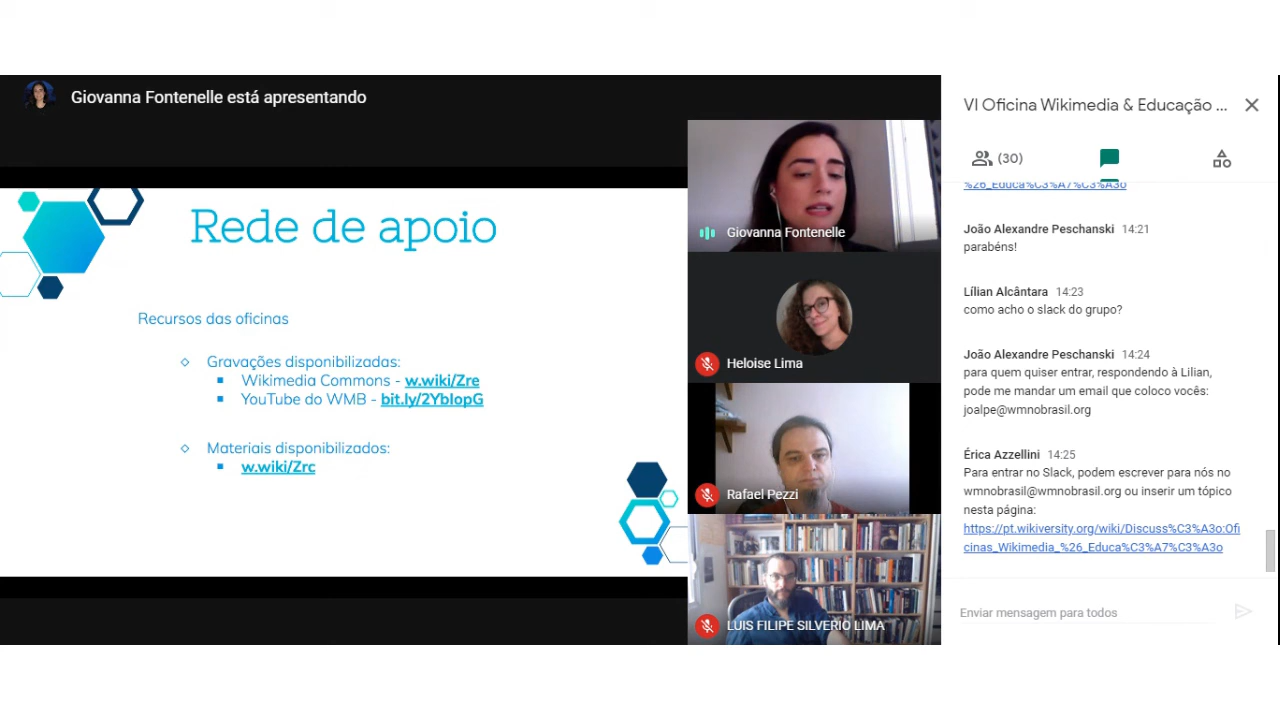 Giovanna Fontenelle está apresentando
Rede de apoio
Recursos das oficinas
Gravações disponibilizadas:
Wikimedia Commons - w.wiki/Zre
YouTube do WMB - bit.ly/2YbIopG
Materiais disponibilizados:
w.wiki/Zrc
Giovanna Fontenelle
Heloise Lima
Rafael Pezzi
LUIS FILIPE SILVERIO LIMA
VI Oficina Wikimedia & Educação ...
(30)
%26_Educa%C3%A7%C3%A3o
João Alexandre Peschanski 14:21
parabéns!
Lílian Alcântara 14:23
como acho o slack do grupo?
João Alexandre Peschanski 14:24
para quem quiser entrar, respondendo à Lilian,
pode me mandar um email que coloco vocês:
joalpe@wmnobrasil.org
Érica Azzellini 14:25
Para entrar no Slack, podem escrever para nós no
wmnobrasil@wmnobrasil.org ou inserir um tópico
nesta página:
https://pt.wikiversity.org/wiki/Discuss%C3%A3o:Ofi
cinas_Wikimedia_%26_Educa%C3%A7%C3%A3o
Enviar mensagem para todos